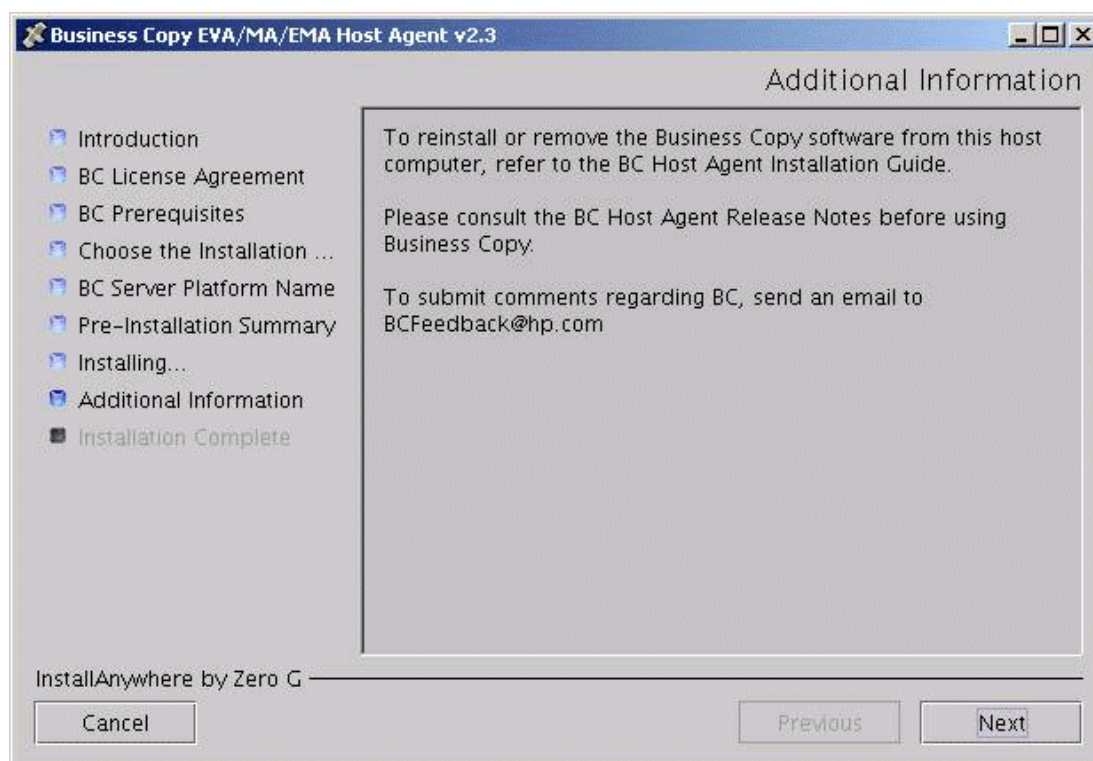 Business Copy EVA/MA/EMA Host Agent v2.3
Additional Information
Introduction
BC License Agreement
BC Prerequisites
Choose the Installation ...
BC Server Platform Name
Pre-Installation Summary
Installing...
Additional Information
Installation Complete
To reinstall or remove the Business Copy software from this host
computer, refer to the BC Host Agent Installation Guide.
Please consult the BC Host Agent Release Notes before using
Business Copy.
To submit comments regarding BC, send an email to
BCFeedback@hp.com
InstallAnywhere by Zero G
Cancel
Previous
Next